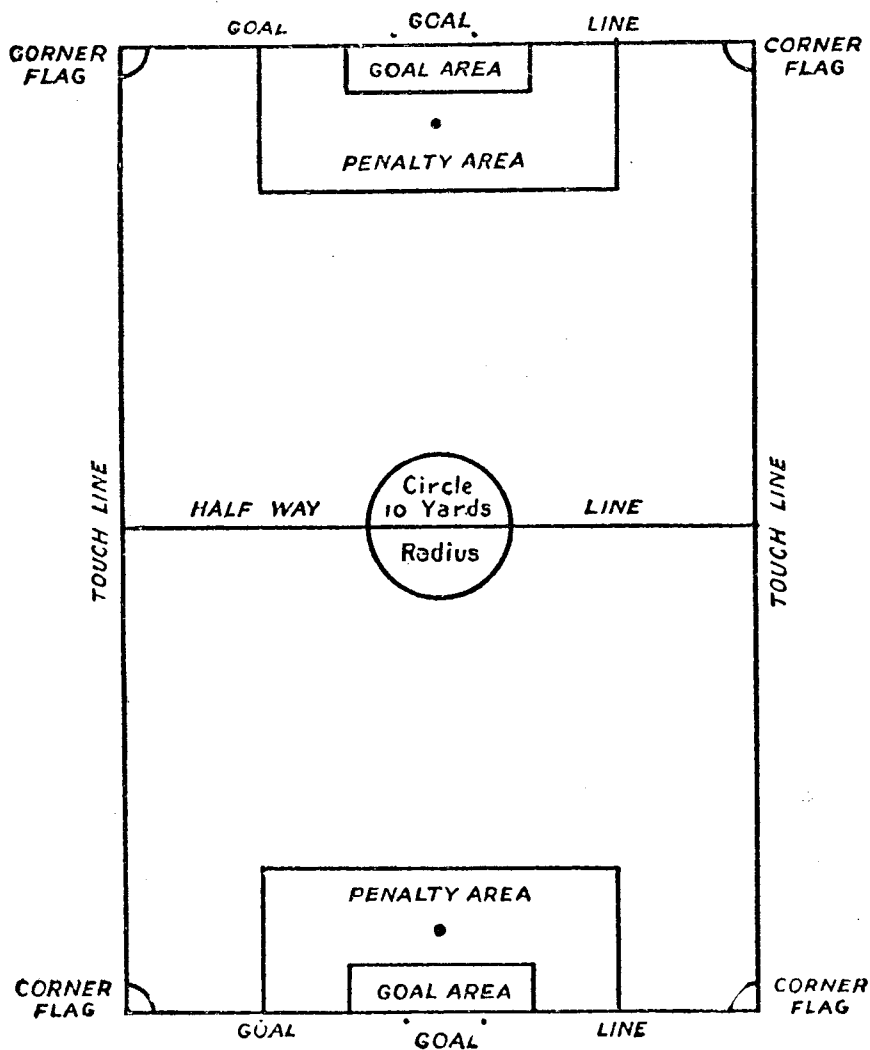 GOAL GOAL LINE
CORNER FLAG
CORNER FLAG
GOAL AREA
PENALTY AREA
TOUCH LINE
HALF WAY LINE
Circle
10 Yards
Radius
TOUCH LINE
PENALTY AREA
GOAL AREA
CORNER FLAG
CORNER FLAG
GOAL GOAL LINE